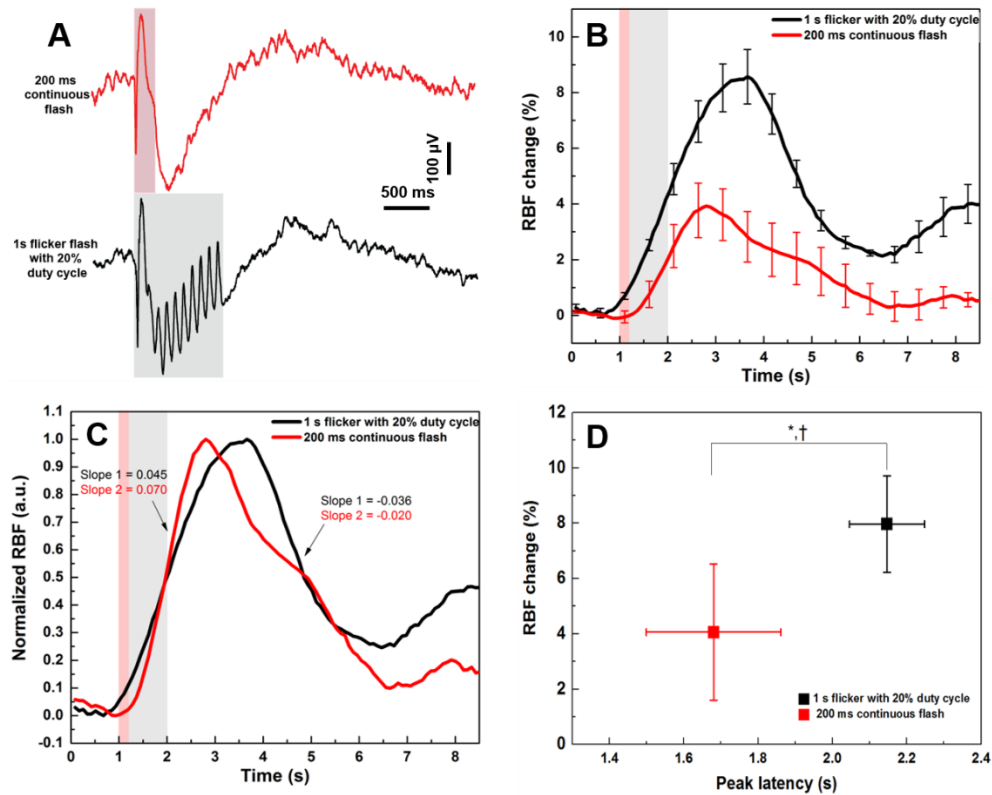 A
200 ms
continuous
flash
100 µV
500 ms
1s flicker flash
with 20%
duty cycle
B
1 s flicker with 20% duty cycle
200 ms continuous flash
RBF change (%)
10
8
6
4
2
0
0 1 2 3 4 5 6 7 8
Time (s)
C
1 s flicker with 20% duty cycle
200 ms continuous flash
Slope 1 = 0.045
Slope 2 = 0.070
Slope 1 = -0.036
Slope 2 = -0.020
Normalized RBF (a.u.)
1.1
1.0
0.9
0.8
0.7
0.6
0.5
0.4
0.3
0.2
0.1
0.0
-0.1
0 1 2 3 4 5 6 7 8
Time (s)
D
*,†
RBF change (%)
12
10
8
6
4
2
0
1 s flicker with 20% duty cycle
200 ms continuous flash
1.4 1.6 1.8 2.0 2.2 2.4
Peak latency (s)